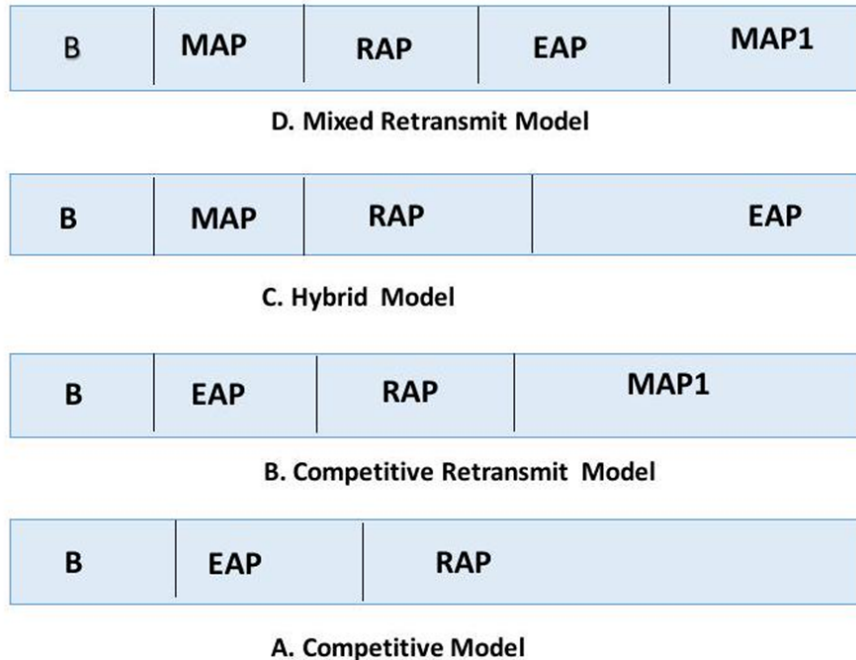 B MAP RAP EAP MAP1
D. Mixed Retransmit Model
B MAP RAP EAP
C. Hybrid Model
B EAP RAP MAP1
B. Competitive Retransmit Model
B EAP RAP
A. Competitive Model